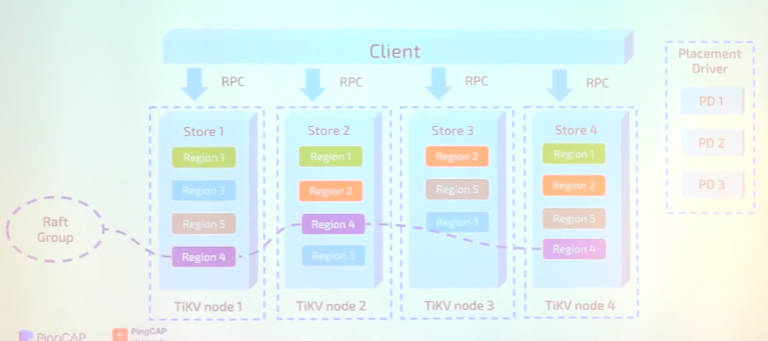 Client
RPC
RPC
RPC
RPC
Placement
Driver
PD 1
PD 2
PD 3
Store 1
Region 1
Region 3
Region 5
Region 4
TiKV node 1
Store 2
Region 1
Region 2
Region 4
Region 3
TiKV node 2
Store 3
Region 2
Region 5
Region 3
TiKV node 3
Store 4
Region 1
Region 2
Region 5
Region 4
TiKV node 4
Raft
Group
PingCAP
PingCAP